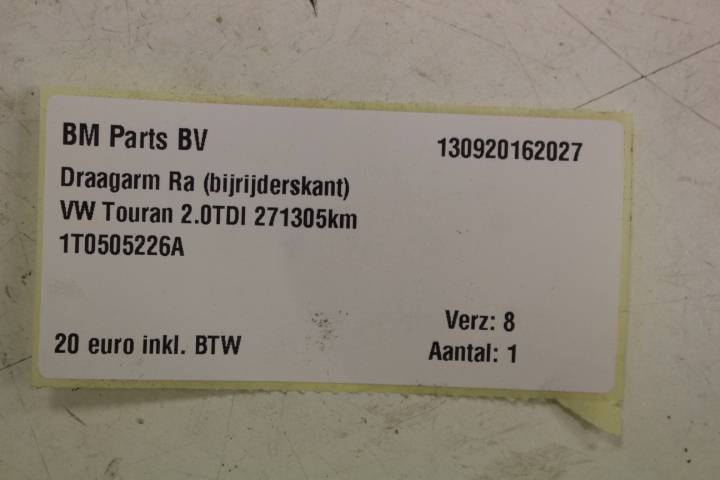 BM Parts BV
130920162027
Draagarm Ra (bijrijderskant)
VW Touran 2.0TDI 271305km
1T0505226A
Verz: 8
20 euro inkl. BTW
Aantal: 1